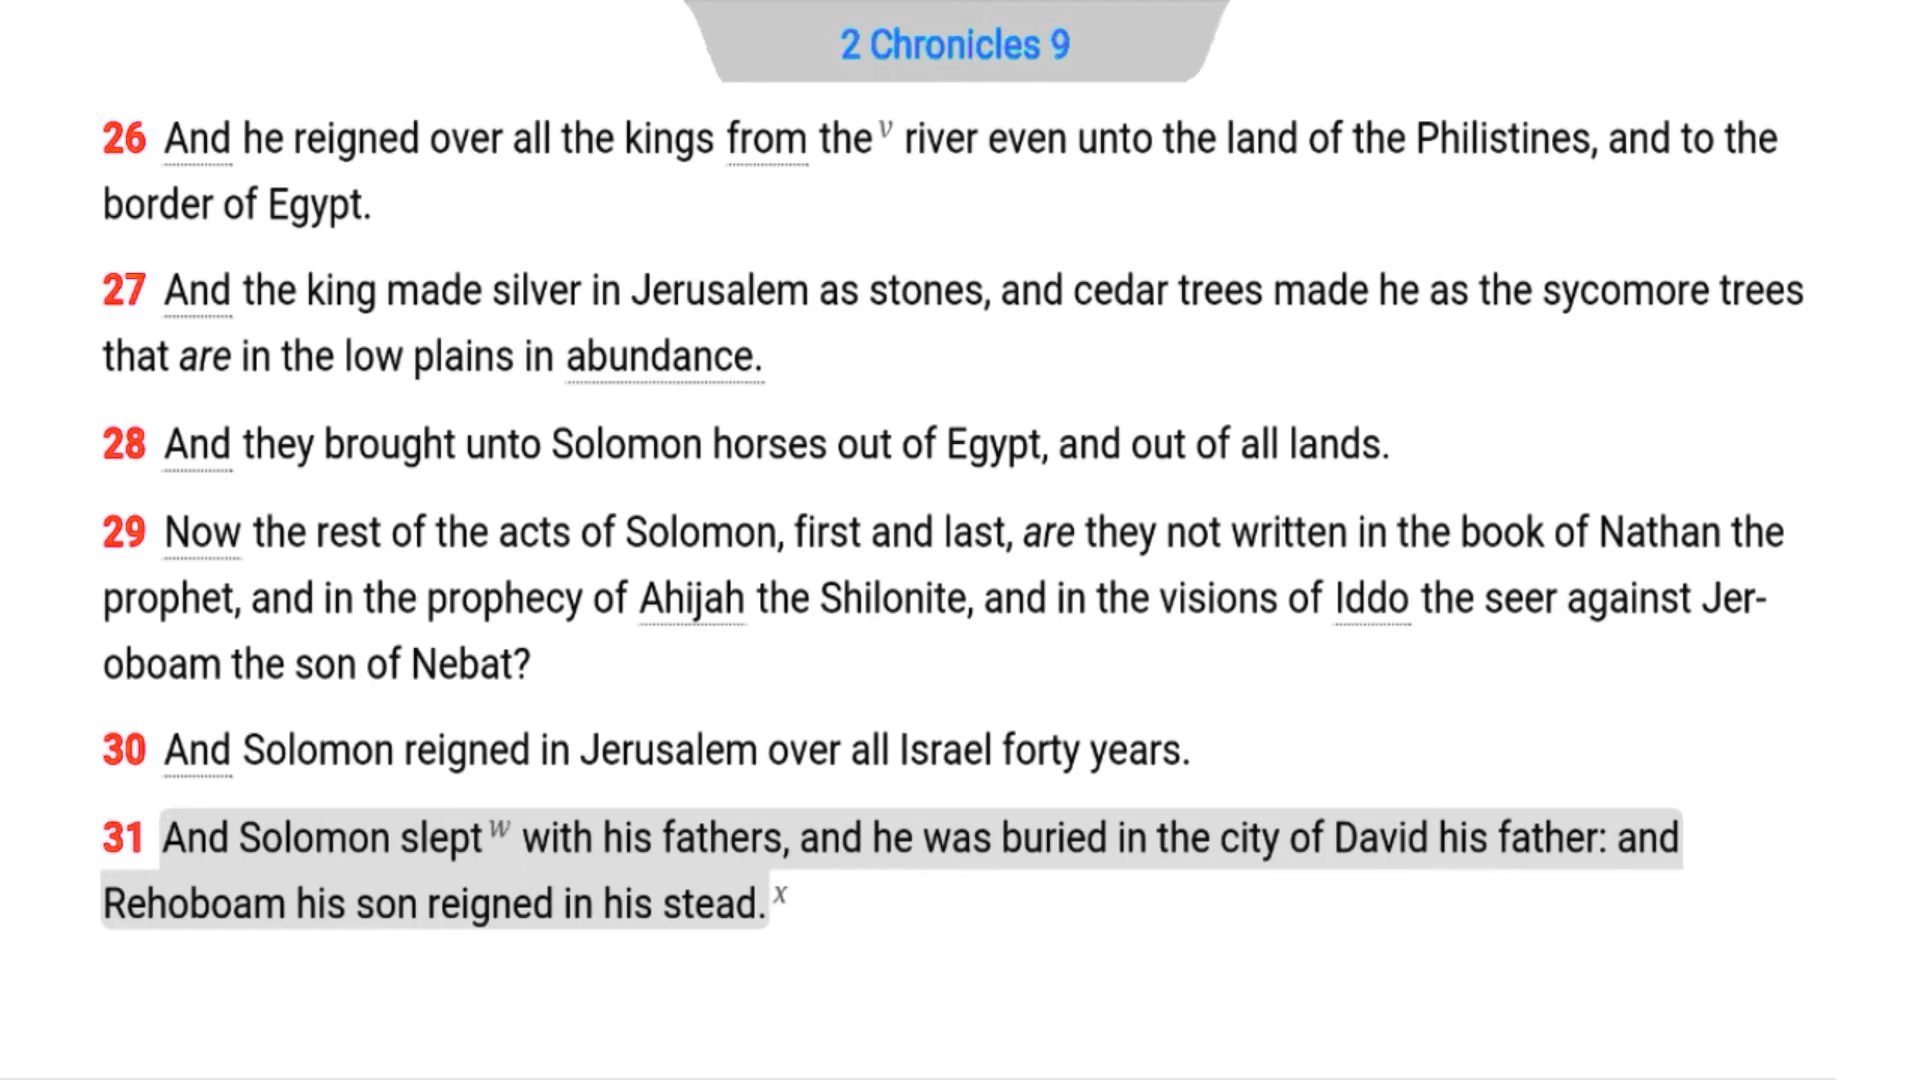 2 Chronicles 9
26 And he reigned over all the kings from the v river even unto the land of the Philistines, and to the
border of Egypt.
27 And the king made silver in Jerusalem as stones, and cedar trees made he as the sycomore trees
that are in the low plains in abundance.
28 And they brought unto Solomon horses out of Egypt, and out of all lands.
29 Now the rest of the acts of Solomon, first and last, are they not written in the book of Nathan the
prophet, and in the prophecy of Ahijah the Shilonite, and in the visions of Iddo the seer against Jer-
oboam the son of Nebat?
30 And Solomon reigned in Jerusalem over all Israel forty years.
31 And Solomon slept w with his fathers, and he was buried in the city of David his father: and
Rehoboam his son reigned in his stead. x